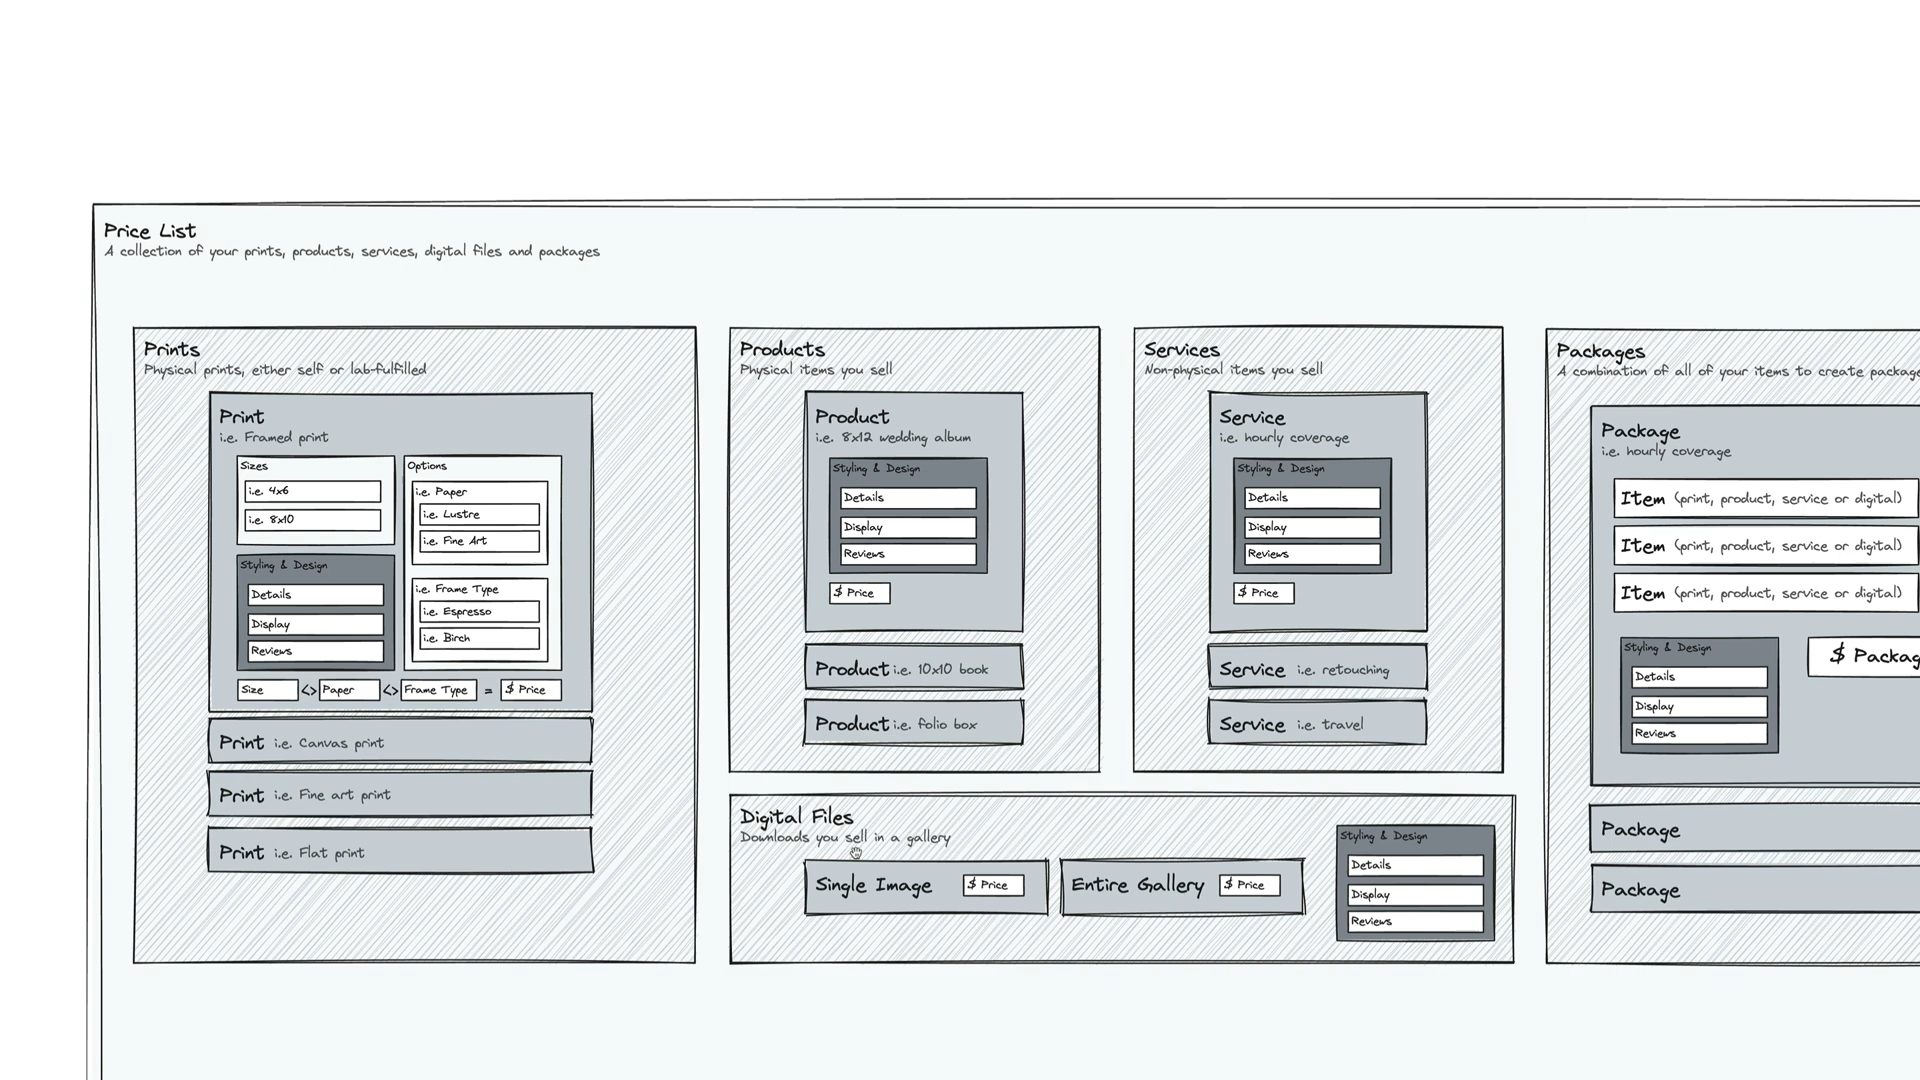 Price List
A collection of your prints, products, services, digital files and packages
Prints
Physical prints, either self or lab-fulfilled
Print
i.e. Framed print
Sizes
i.e. 4x6
i.e. 8x10
Options
i.e. Paper
i.e. Lustre
i.e. Fine Art
i.e. Frame Type
i.e. Espresso
i.e. Birch
Styling & Design
Details
Display
Reviews
Size <> Paper <> Frame Type = $ Price
Print i.e. Canvas print
Print i.e. Fine art print
Print i.e. Flat print
Products
Physical items you sell
Product
i.e. 8x12 wedding album
Styling & Design
Details
Display
Reviews
$ Price
Product i.e. 10x10 book
Product i.e. folio box
Services
Non-physical items you sell
Service
i.e. hourly coverage
Styling & Design
Details
Display
Reviews
$ Price
Service i.e. retouching
Service i.e. travel
Digital Files
Downloads you sell in a gallery
Single Image $ Price
Entire Gallery $ Price
Styling & Design
Details
Display
Reviews
Packages
A combination of all of your items to create package
Package
i.e. hourly coverage
Item (print, product, service or digital)
Item (print, product, service or digital)
Item (print, product, service or digital)
Styling & Design
Details
Display
Reviews
$ Packag
Package
Package